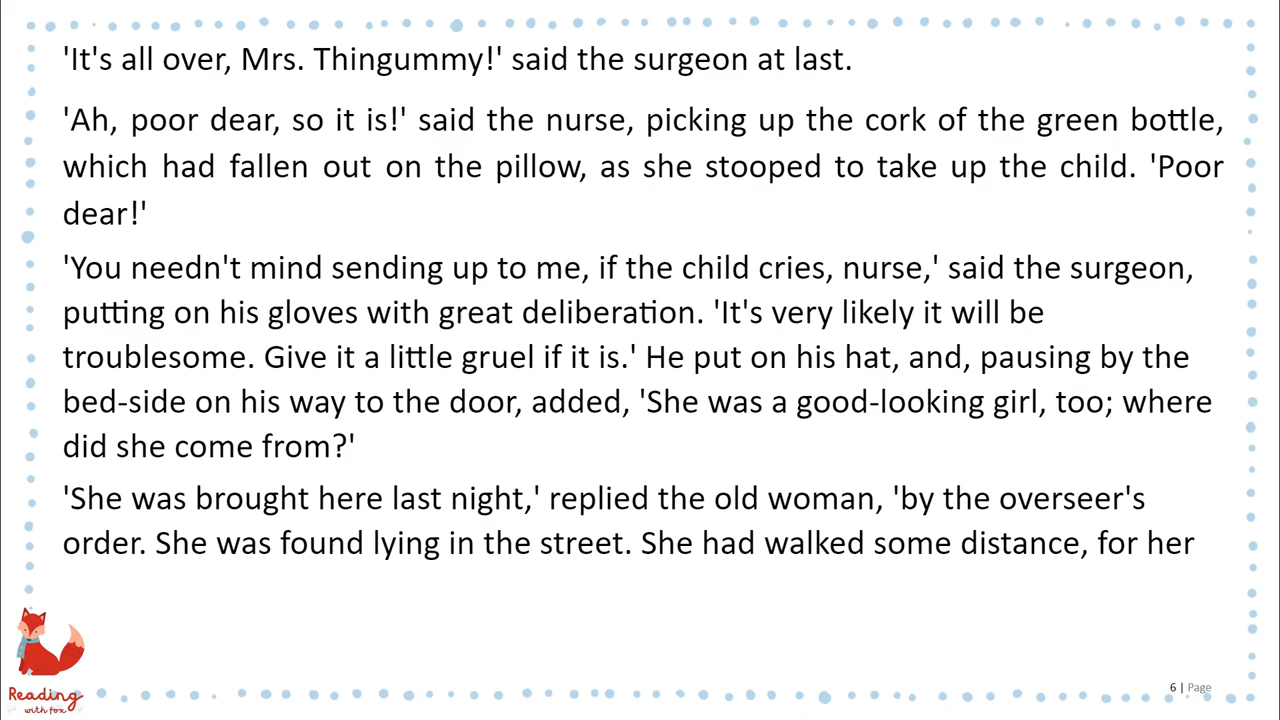 'It's all over, Mrs. Thingummy!' said the surgeon at last.
'Ah, poor dear, so it is!' said the nurse, picking up the cork of the green bottle,
which had fallen out on the pillow, as she stooped to take up the child. 'Poor
dear!'
'You needn't mind sending up to me, if the child cries, nurse,' said the surgeon,
putting on his gloves with great deliberation. 'It's very likely it will be
troublesome. Give it a little gruel if it is.' He put on his hat, and, pausing by the
bed-side on his way to the door, added, 'She was a good-looking girl, too; where
did she come from?'
'She was brought here last night,' replied the old woman, 'by the overseer's
order. She was found lying in the street. She had walked some distance, for her
Reading
with fox
6 | Page